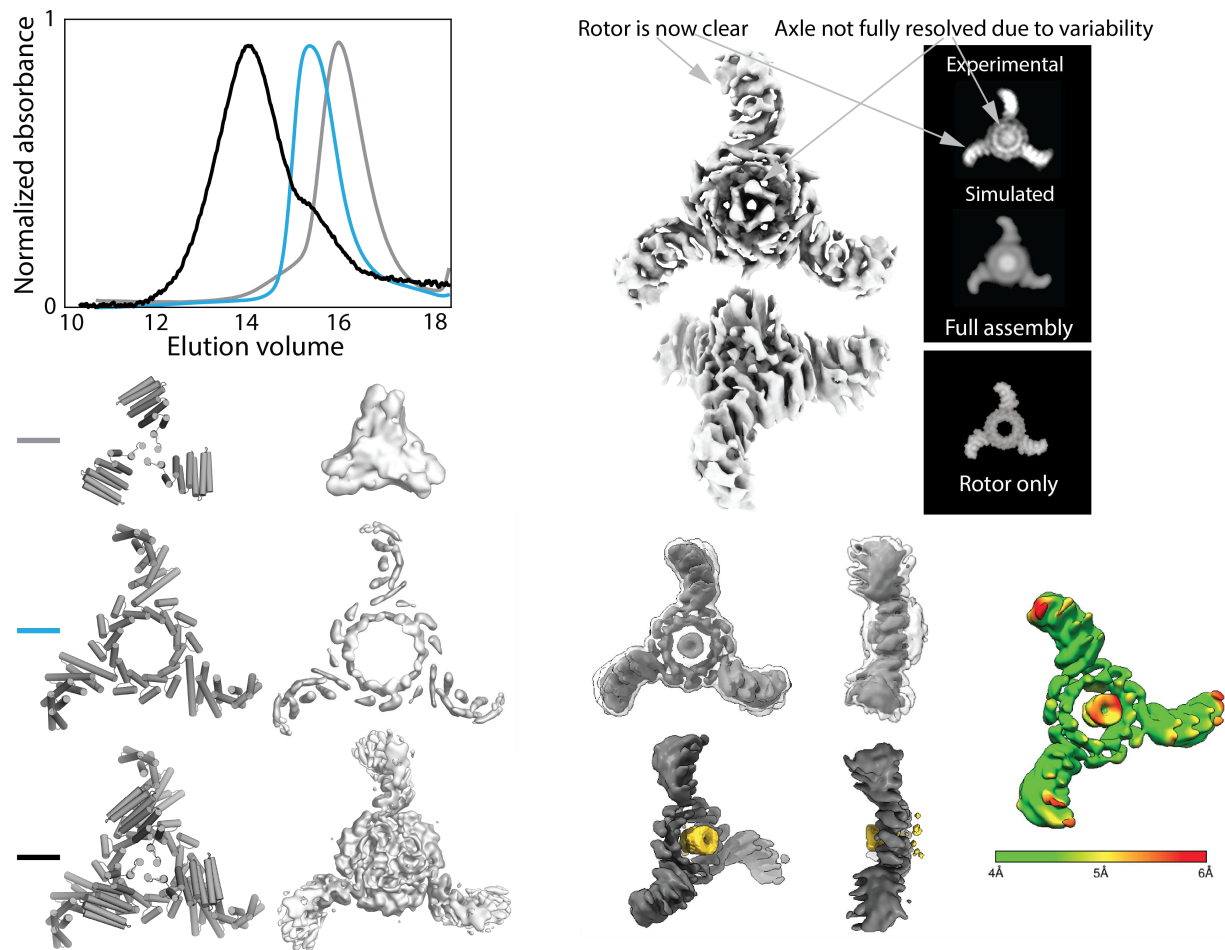 Normalized absorbance
1
0
10 12 14 16 18
Elution volume
Rotor is now clear
Axle not fully resolved due to variability
Experimental
Simulated
Full assembly
Rotor only
4Å 5Å 6Å